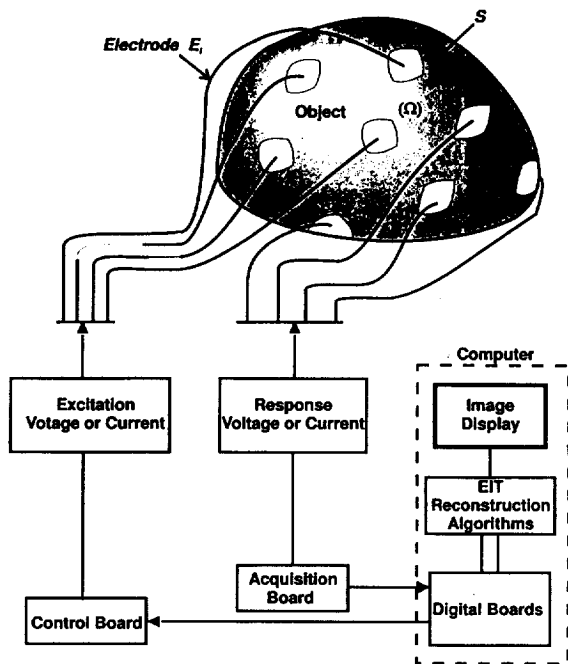 S
Electrode E_i
Object
(Ω)
Computer
Excitation
Votage or Current
Response
Voltage or Current
Image
Display
EIT
Reconstruction
Algorithms
Acquisition
Board
Control Board
Digital Boards